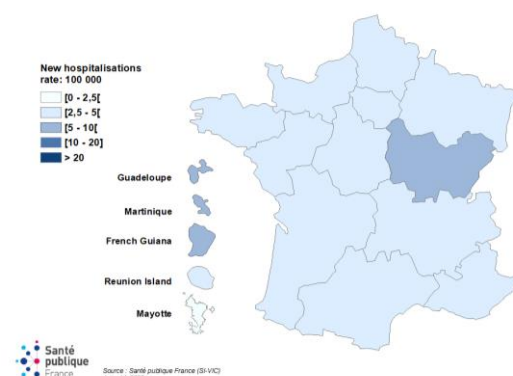 New hospitalisations
rate: 100 000
[0 - 2,5[
[2,5 - 5[
[5 - 10[
[10 - 20]
> 20
Guadeloupe
Martinique
French Guiana
Reunion Island
Mayotte
Santé
publique
France
Source : Santé publique France (SI-VIC)